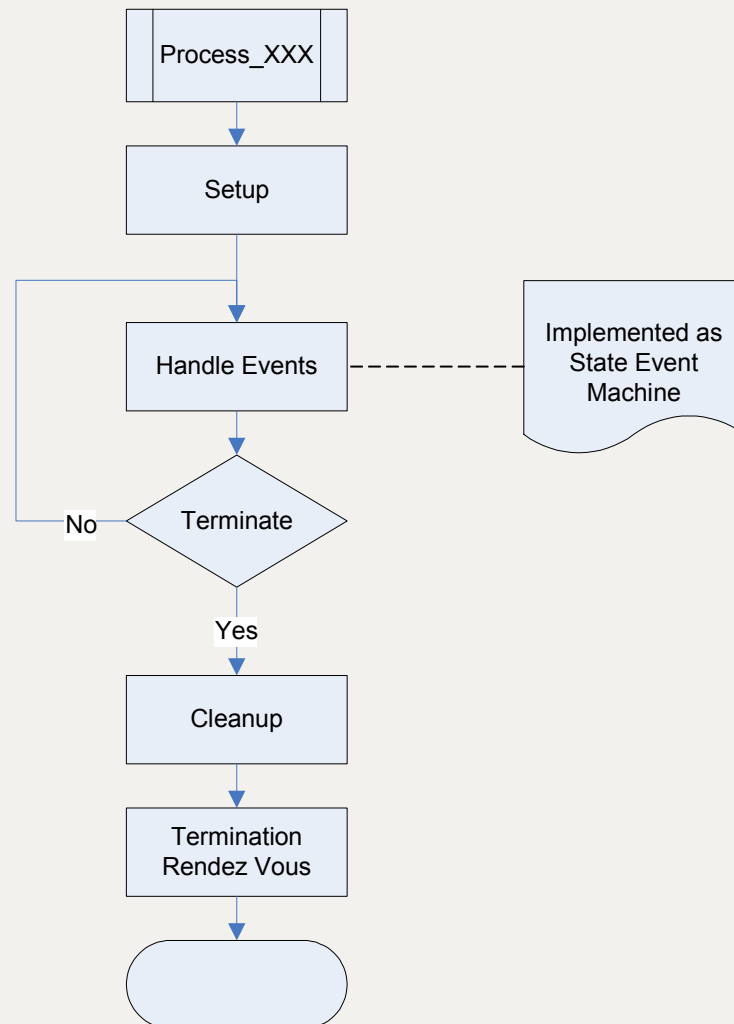 Process_XXX
Setup
Handle Events
Implemented as
State Event
Machine
Terminate
No
Yes
Cleanup
Termination
Rendez Vous